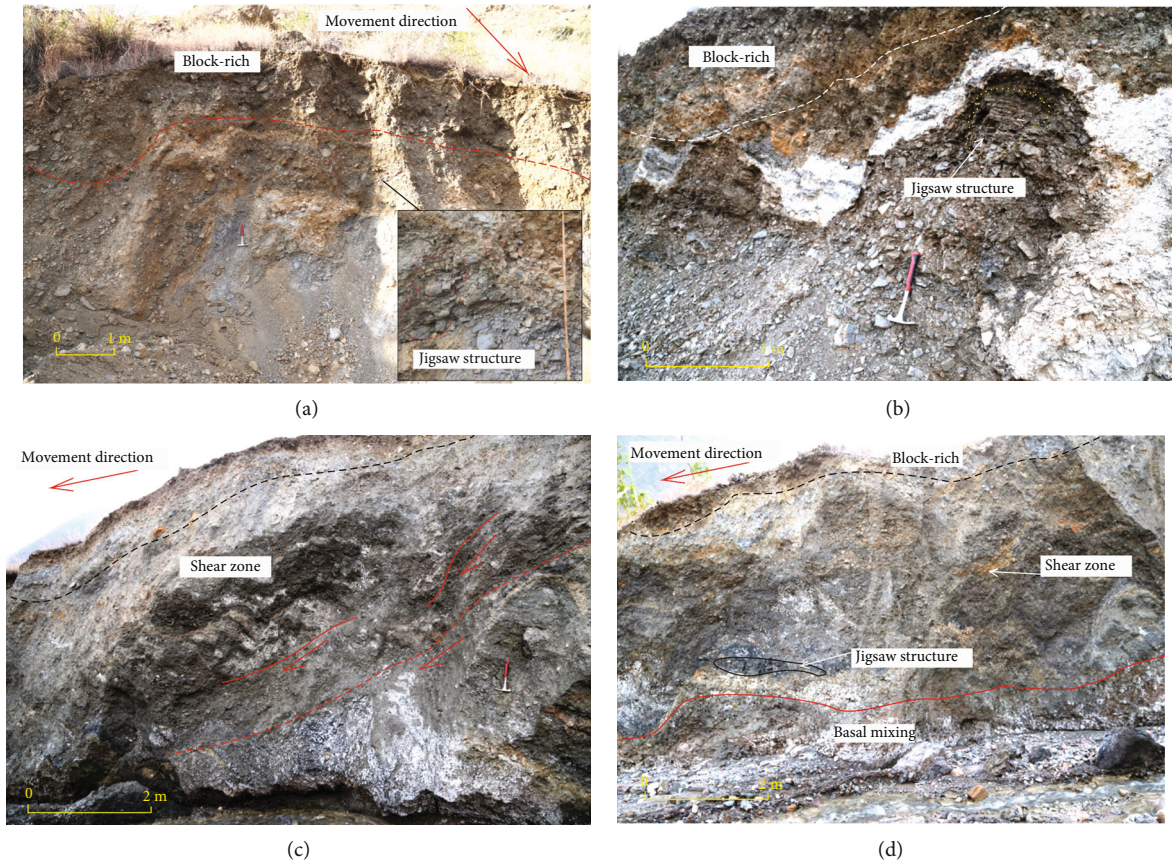 Movement direction
Block-rich
Jigsaw structure
0
1 m
(a)
Block-rich
Jigsaw structure
0
1 m
(b)
Movement direction
Shear zone
0
2 m
(c)
Movement direction
Block-rich
Shear zone
Jigsaw structure
Basal mixing
0
2 m
(d)